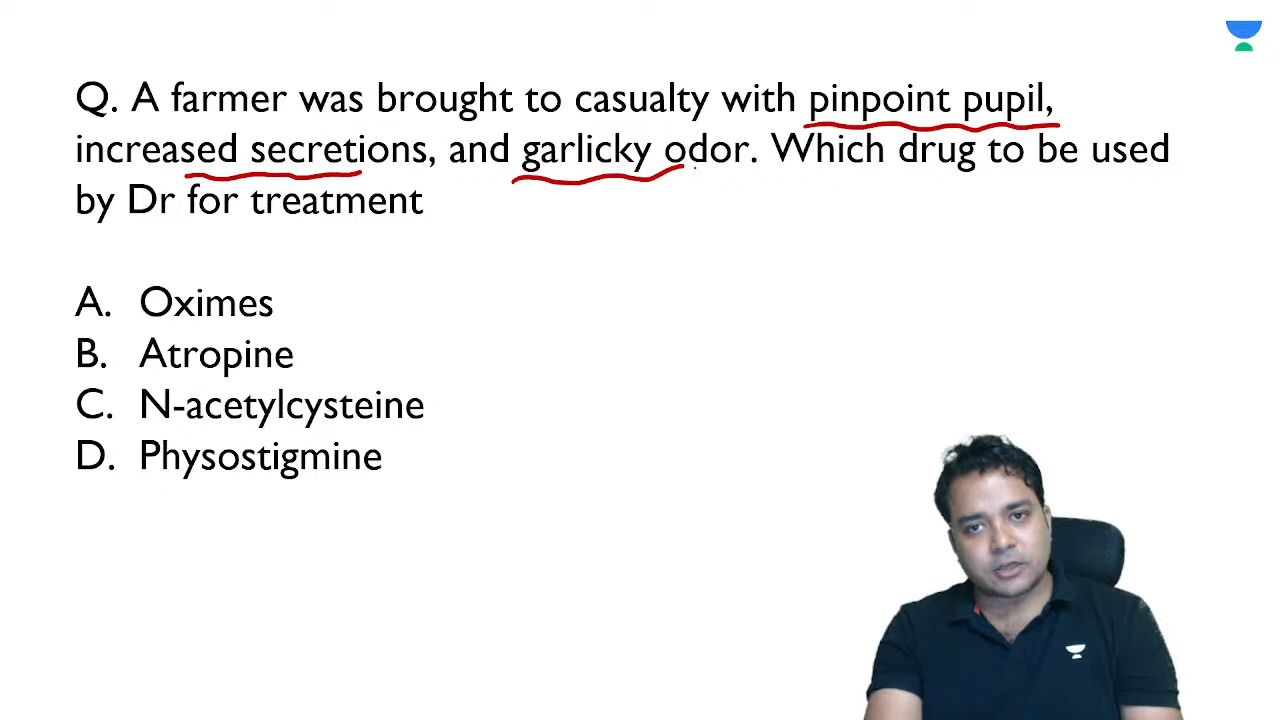 Q. A farmer was brought to casualty with pinpoint pupil,
increased secretions, and garlicky odor. Which drug to be used
by Dr for treatment
A. Oximes
B. Atropine
C. N-acetylcysteine
D. Physostigmine